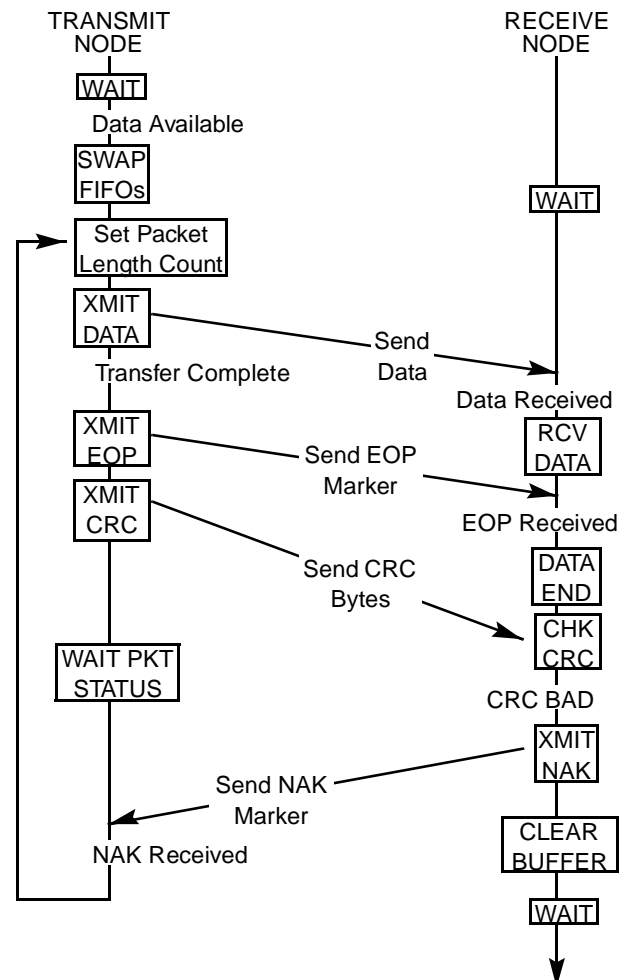 TRANSMIT
NODE
RECEIVE
NODE
WAIT
Data Available
SWAP
FIFOs
WAIT
Set Packet
Length Count
XMIT
DATA
Send
Data
Transfer Complete
Data Received
XMIT
EOP
RCV
DATA
Send EOP
Marker
XMIT
CRC
EOP Received
Send CRC
Bytes
DATA
END
CHK
CRC
WAIT PKT
STATUS
CRC BAD
XMIT
NAK
Send NAK
Marker
NAK Received
CLEAR
BUFFER
WAIT